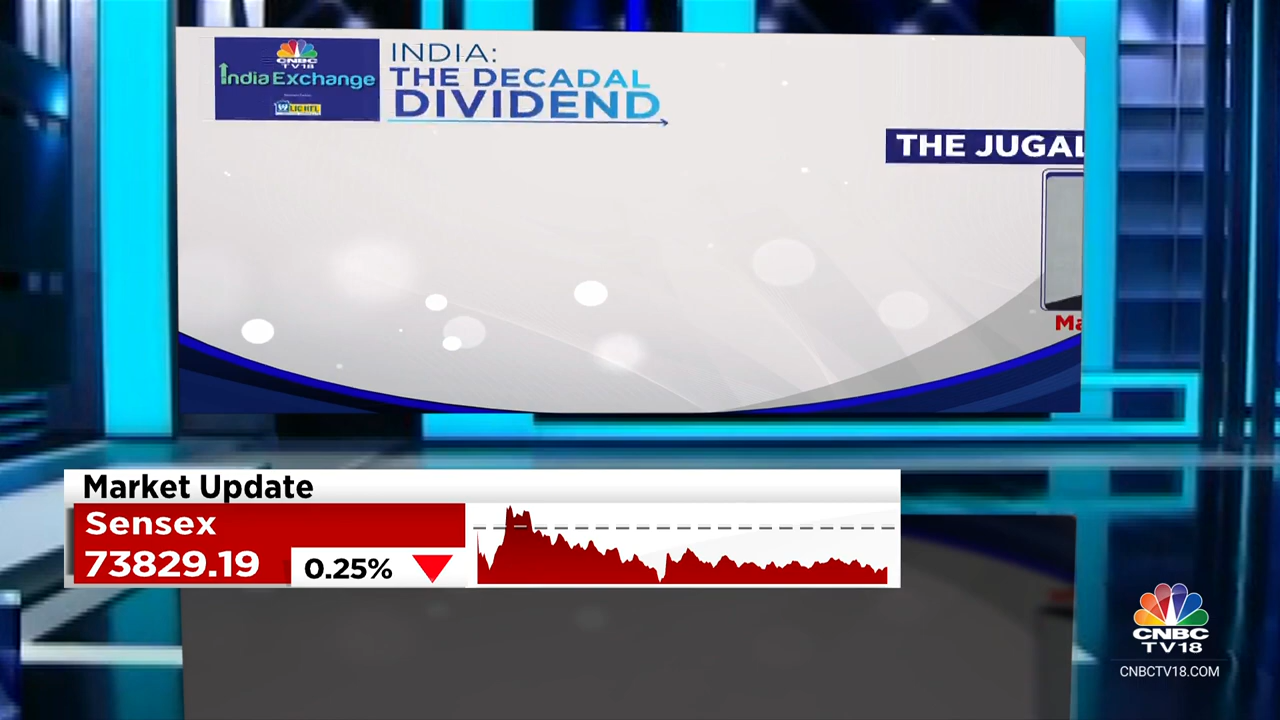 CNBC
TV18
India Exchange
LIC HFL
INDIA:
THE DECADAL
DIVIDEND
THE JUGAL
Ma
Market Update
Sensex
73829.19
0.25%
CNBC
TV18
CNBCTV18.COM